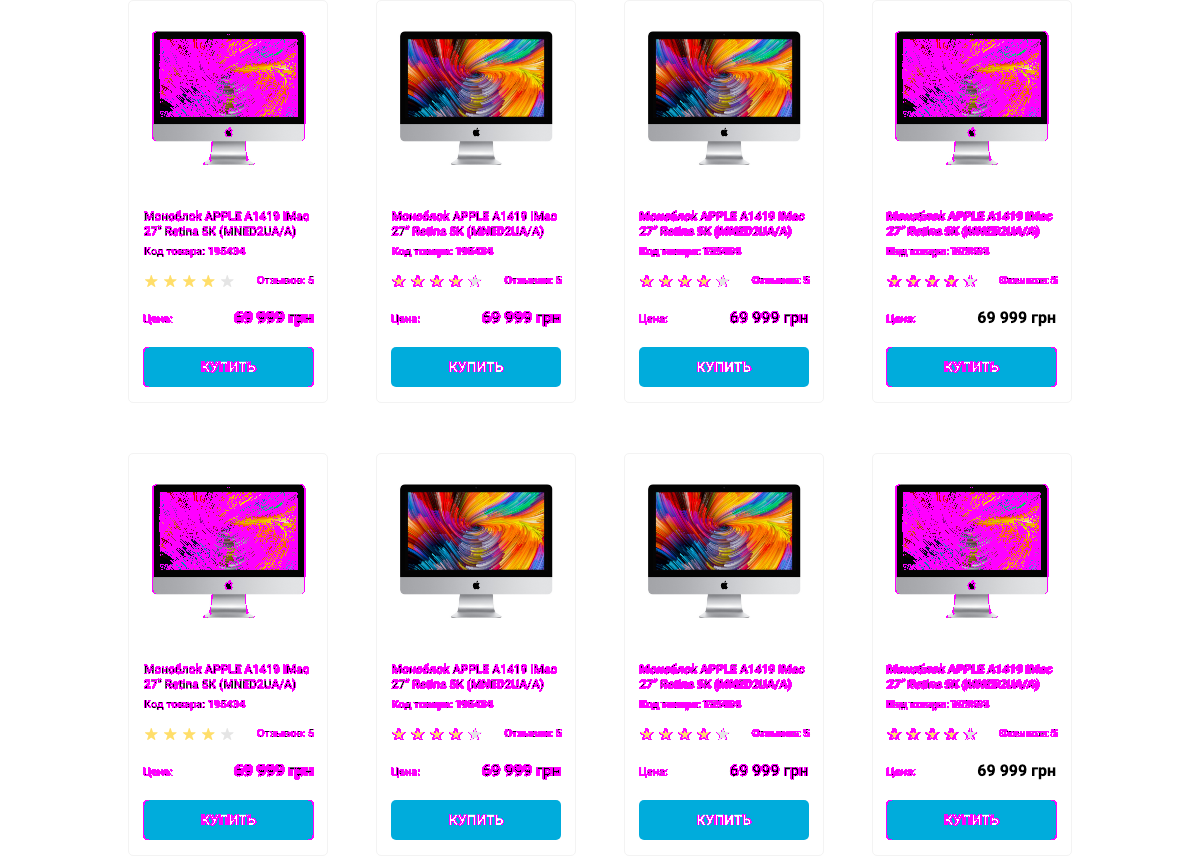 Моноблок APPLE A1419 iMac
27" Retina 5K (MNED2UA/A)
Код товара: 195434
Отзывов: 5
Цена: 69 999 грн
КУПИТЬ
Моноблок APPLE A1419 iMac
27" Retina 5K (MNED2UA/A)
Код товара: 195434
Отзывов: 5
Цена: 69 999 грн
КУПИТЬ
Моноблок APPLE A1419 iMac
27" Retina 5K (MNED2UA/A)
Код товара: 195434
Отзывов: 5
Цена: 69 999 грн
КУПИТЬ
Моноблок APPLE A1419 iMac
27" Retina 5K (MNED2UA/A)
Код товара: 195434
Отзывов: 5
Цена: 69 999 грн
КУПИТЬ
Моноблок APPLE A1419 iMac
27" Retina 5K (MNED2UA/A)
Код товара: 195434
Отзывов: 5
Цена: 69 999 грн
КУПИТЬ
Моноблок APPLE A1419 iMac
27" Retina 5K (MNED2UA/A)
Код товара: 195434
Отзывов: 5
Цена: 69 999 грн
КУПИТЬ
Моноблок APPLE A1419 iMac
27" Retina 5K (MNED2UA/A)
Код товара: 195434
Отзывов: 5
Цена: 69 999 грн
КУПИТЬ
Моноблок APPLE A1419 iMac
27" Retina 5K (MNED2UA/A)
Код товара: 195434
Отзывов: 5
Цена: 69 999 грн
КУПИТЬ